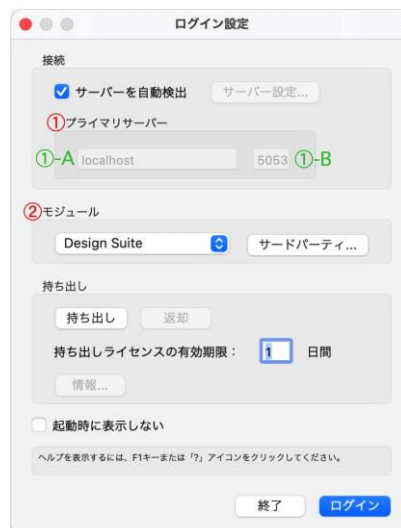 ログイン設定
接続
サーバーを自動検出 サーバー設定...
①プライマリサーバー
①-A localhost 5053 ①-B
②モジュール
Design Suite サードパーティ...
持ち出し
持ち出し 返却
持ち出しライセンスの有効期限： 1 日間
情報...
起動時に表示しない
ヘルプを表示するには、F1キーまたは「?」アイコンをクリックしてください。
終了 ログイン